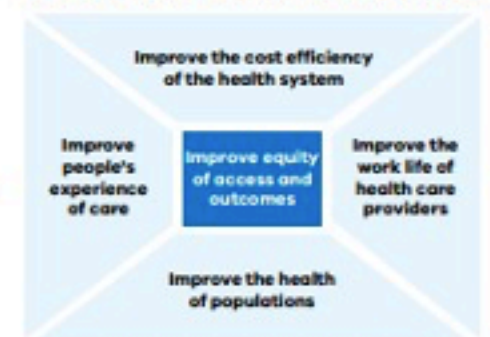 Improve the cost efficiency
of the health system
Improve
people's
experience
of care
Improve equity
of access and
outcomes
Improve the
work life of
health care
providers
Improve the health
of populations